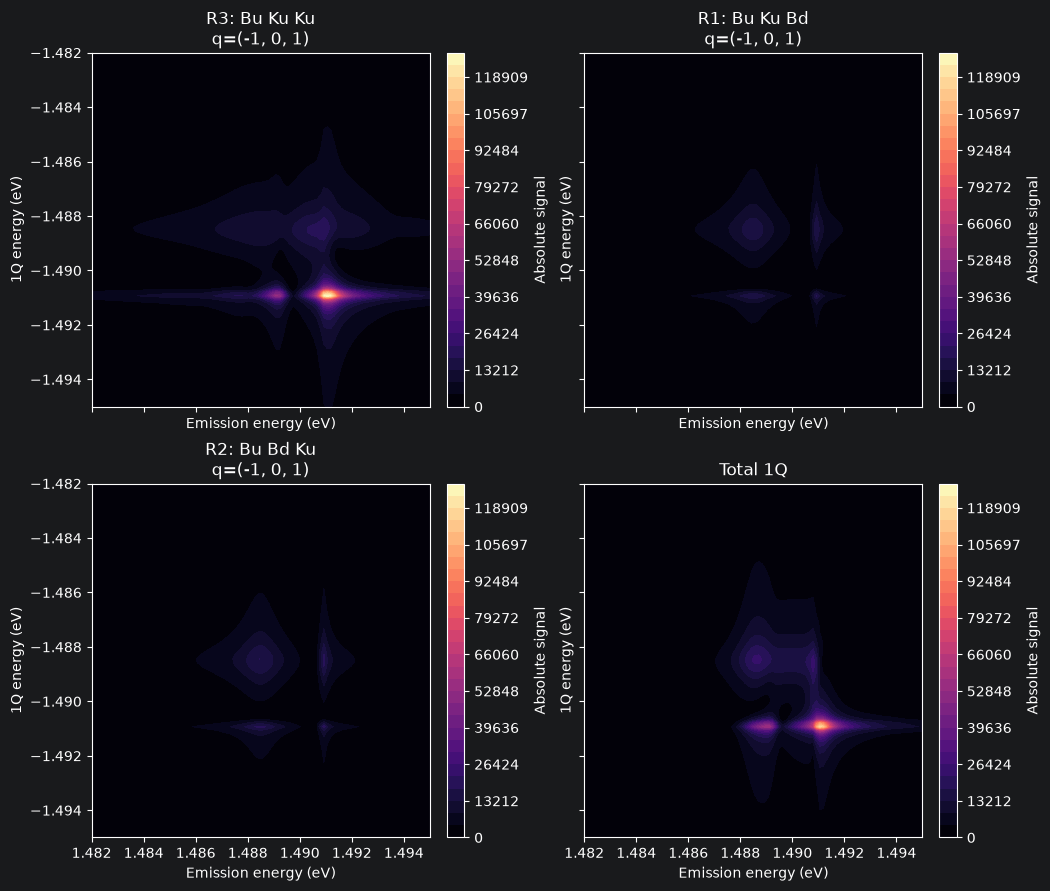 R3: Bu Ku Ku
q=(-1, 0, 1)
−1.482
−1.484
−1.486
−1.488
−1.490
−1.492
−1.494
1Q energy (eV)
Emission energy (eV)
118909
105697
92484
79272
66060
52848
39636
26424
13212
0
Absolute signal
R1: Bu Ku Bd
q=(-1, 0, 1)
1Q energy (eV)
Emission energy (eV)
118909
105697
92484
79272
66060
52848
39636
26424
13212
0
Absolute signal
R2: Bu Bd Ku
q=(-1, 0, 1)
−1.482
−1.484
−1.486
−1.488
−1.490
−1.492
−1.494
1Q energy (eV)
1.482 1.484 1.486 1.488 1.490 1.492 1.494
Emission energy (eV)
118909
105697
92484
79272
66060
52848
39636
26424
13212
0
Absolute signal
Total 1Q
1Q energy (eV)
1.482 1.484 1.486 1.488 1.490 1.492 1.494
Emission energy (eV)
118909
105697
92484
79272
66060
52848
39636
26424
13212
0
Absolute signal